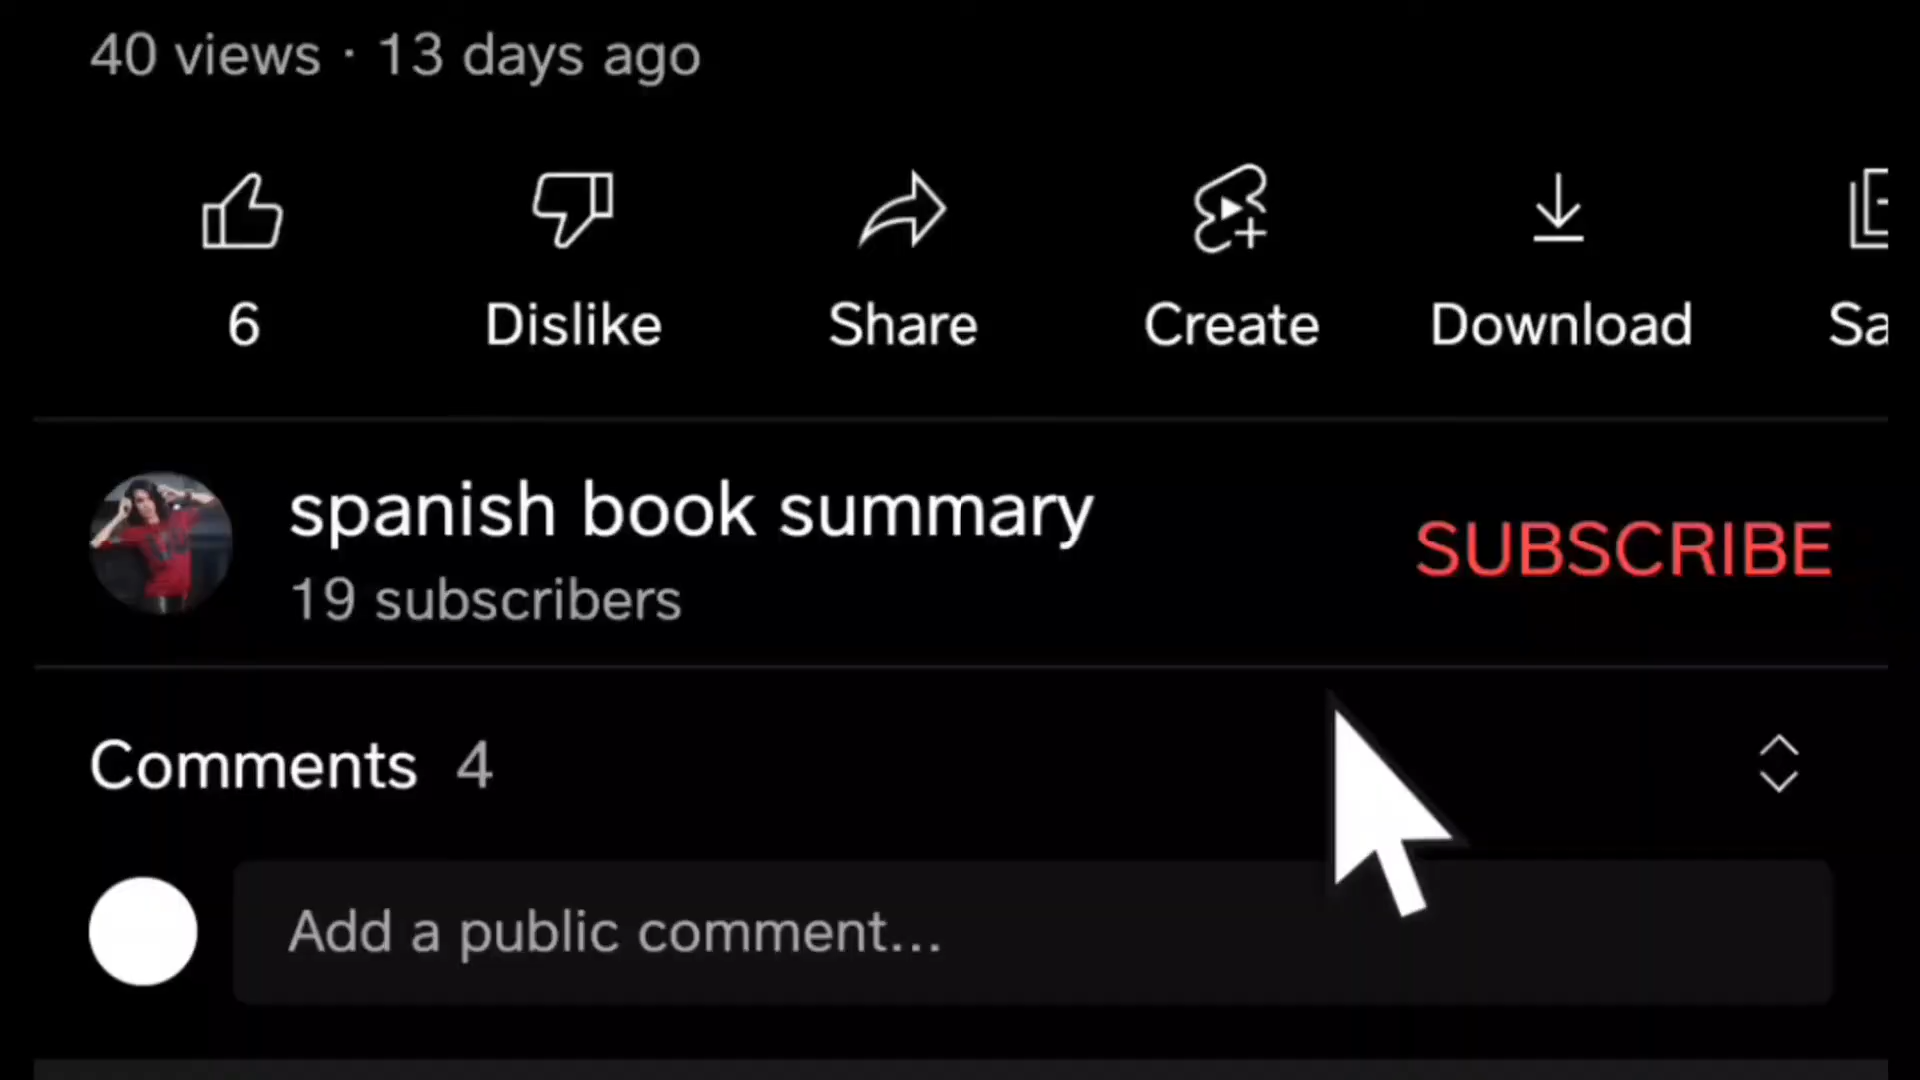 40 views · 13 days ago
6 Dislike Share Create Download Sa
spanish book summary
SUBSCRIBE
19 subscribers
Comments 4
Add a public comment...